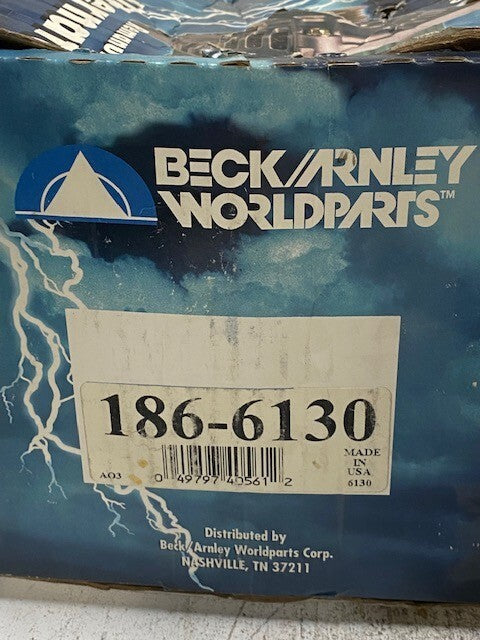 BECK/ARNLEY
WORLDPARTS™
186-6130
AO3
0 49797 40561 2
MADE
IN
USA
6130
Distributed by
Beck/Arnley Worldparts Corp.
NASHVILLE, TN 37211